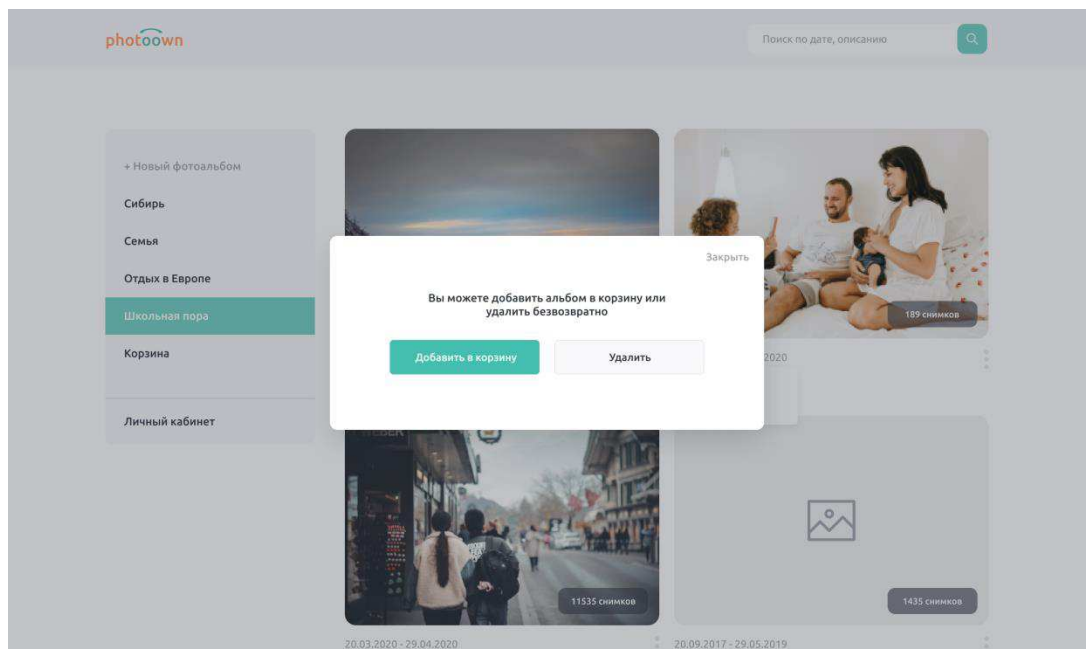 photoown
Поиск по дате, описанию
+ Новый фотоальбом
Сибирь
Семья
Отдых в Европе
Школьная пора
Корзина
Личный кабинет
Закрыть
Вы можете добавить альбом в корзину или
удалить безвозвратно
Добавить в корзину
Удалить
189 снимков
2020
11535 снимков
1435 снимков
20.03.2020 - 29.04.2020
20.09.2017 - 29.05.2019